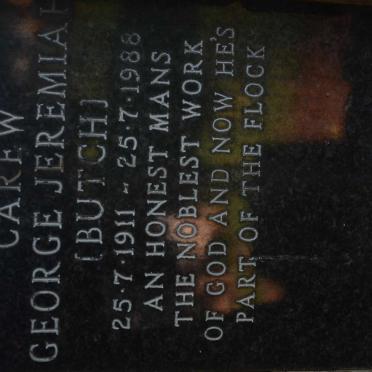 CAREW
GEORGE JEREMIAH
(BUTCH)
25·7·1911 ~ 25·7·1988
AN HONEST MANS
THE NOBLEST WORK
OF GOD AND NOW HE'S
PART OF THE FLOCK